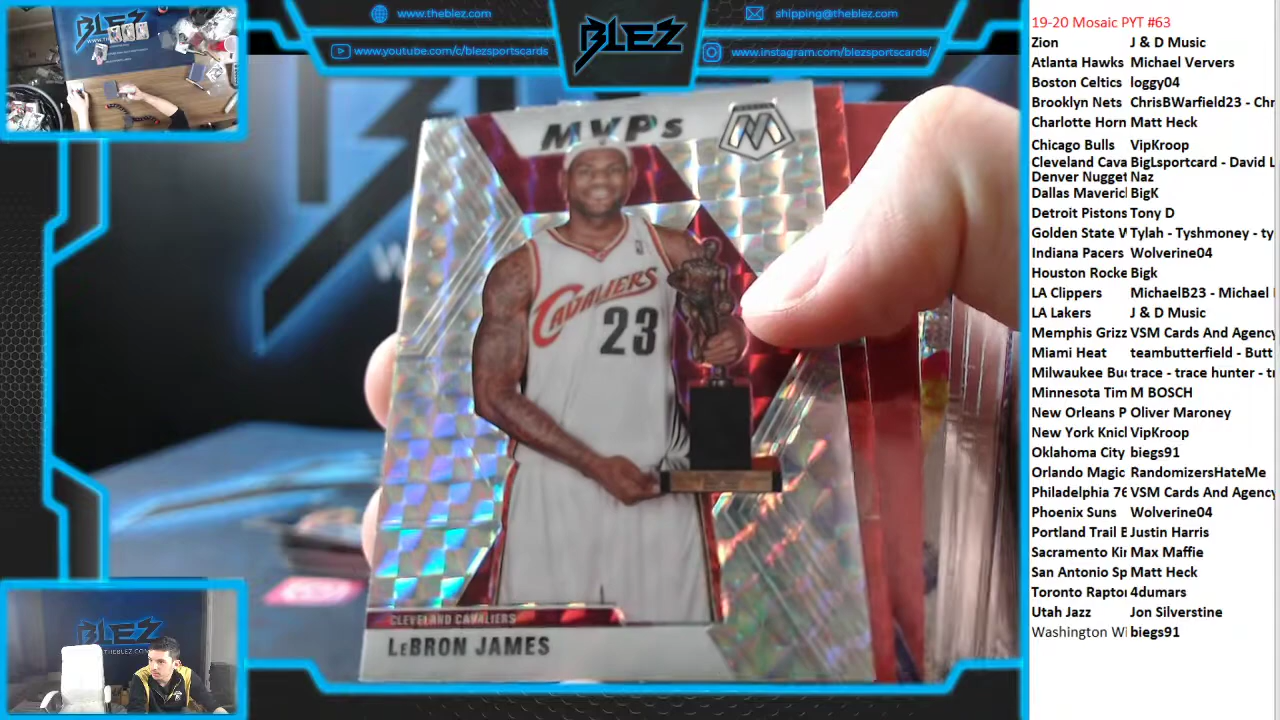 www.theblez.com
shipping@theblez.com
www.youtube.com/c/blezsportscards
BLEZ
www.instagram.com/blezsportscards/
MVPs
CAVALIERS
23
CLEVELAND CAVALIERS
LEBRON JAMES
BLEZ
THEBLEZ.COM
19-20 Mosaic PYT #63
Zion J & D Music
Atlanta Hawks Michael Ververs
Boston Celtics loggy04
Brooklyn Nets ChrisBWarfield23 - Chr
Charlotte Horn Matt Heck
Chicago Bulls VipKroop
Cleveland Cava BigLsportcard - David L
Denver Nugget Naz
Dallas Maveric BigK
Detroit Pistons Tony D
Golden State Tylah - Tyshmoney - ty
Indiana Pacers Wolverine04
Houston Rocke Bigk
LA Clippers MichaelB23 - Michael
LA Lakers J & D Music
Memphis Grizz VSM Cards And Agency
Miami Heat teambutterfield - Butt
Milwaukee Bu trace - trace hunter - tr
Minnesota Tim M BOSCH
New Orleans P Oliver Maroney
New York Knic VipKroop
Oklahoma City biegs91
Orlando Magic RandomizersHateMe
Philadelphia 76 VSM Cards And Agency
Phoenix Suns Wolverine04
Portland Trail Justin Harris
Sacramento Ki Max Maffie
San Antonio Sp Matt Heck
Toronto Rapto 4dumars
Utah Jazz Jon Silverstine
Washington W biegs91